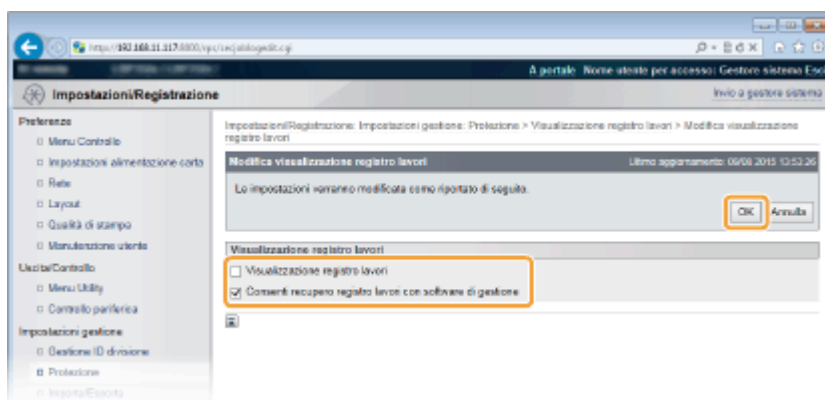 http://192.168.11.117:8000/rps/csecjoblogedit.cgi
A portale Nome utente per accesso: Gestore sistema Esci
Impostazioni/Registrazione
Invio a gestore sistema
Preferenze
Menu Controllo
Impostazioni alimentazione carta
Rete
Layout
Qualità di stampa
Manutenzione utente
Uscita/Controllo
Menu Utility
Controllo periferica
Impostazioni gestione
Gestione ID divisione
Protezione
Importa/Esporta
Impostazioni/Registrazione: Impostazioni gestione: Protezione > Visualizzazione registro lavori > Modifica visualizzazione
registro lavori
Modifica visualizzazione registro lavori
Ultimo aggiornamento: 09/09 2015 13:53:26
Le impostazioni verranno modificate come riportato di seguito.
OK
Annulla
Visualizzazione registro lavori
Visualizzazione registro lavori
Consenti recupero registro lavori con software di gestione